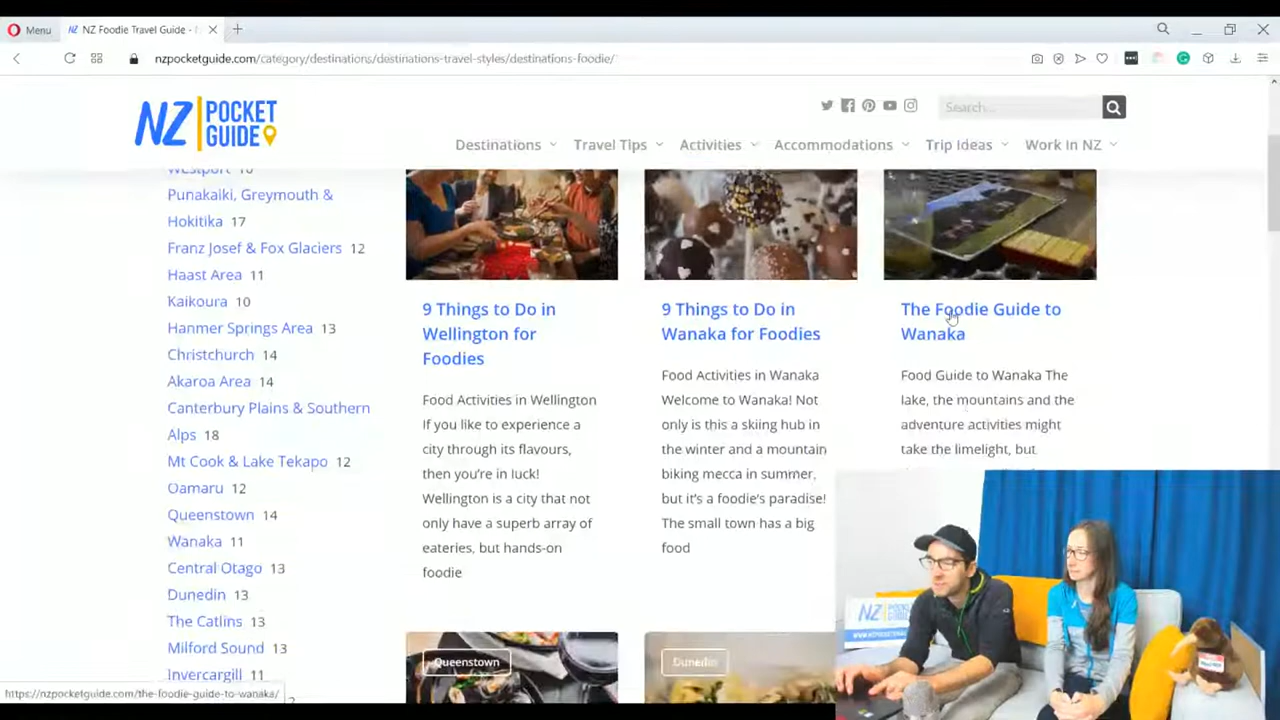 Menu
NZ Foodie Travel Guide -
nzpocketguide.com/category/destinations/destinations-travel-styles/destinations-foodie/
NZ POCKET GUIDE
Search...
Destinations
Travel Tips
Activities
Accommodations
Trip Ideas
Work In NZ
Westport 10
Punakaiki, Greymouth &
Hokitika 17
Franz Josef & Fox Glaciers 12
Haast Area 11
Kaikoura 10
Hanmer Springs Area 13
Christchurch 14
Akaroa Area 14
Canterbury Plains & Southern
Alps 18
Mt Cook & Lake Tekapo 12
Oamaru 12
Queenstown 14
Wanaka 11
Central Otago 13
Dunedin 13
The Catlins 13
Milford Sound 13
Invercargill 11
9 Things to Do in
Wellington for
Foodies
Food Activities in Wellington
If you like to experience a
city through its flavours,
then you're in luck!
Wellington is a city that not
only have a superb array of
eateries, but hands-on
foodie
9 Things to Do in
Wanaka for Foodies
Food Activities in Wanaka
Welcome to Wanaka! Not
only is this a skiing hub in
the winter and a mountain
biking mecca in summer,
but it's a foodie's paradise!
The small town has a big
food
The Foodie Guide to
Wanaka
Food Guide to Wanaka The
lake, the mountains and the
adventure activities might
take the limelight, but
Queenstown
Dunedin
NZ
https://nzpocketguide.com/the-foodie-guide-to-wanaka/